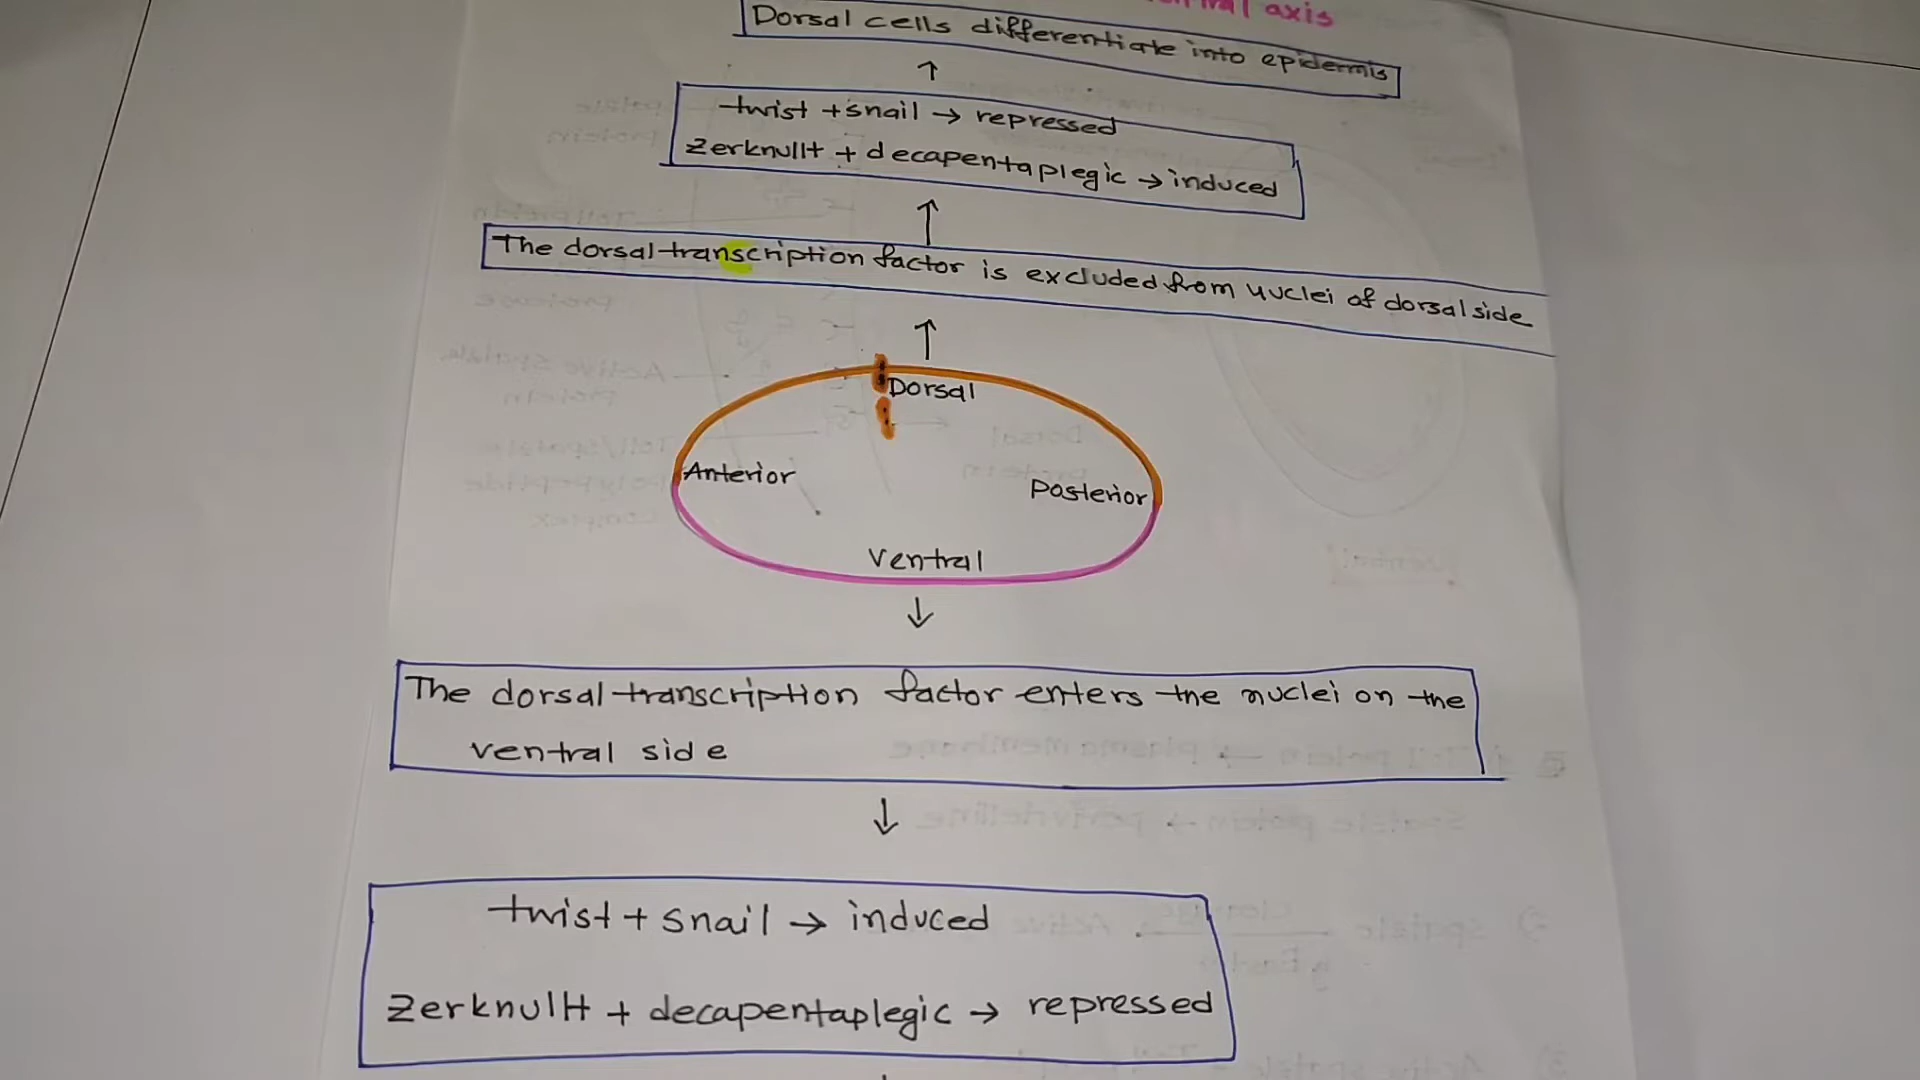 axis
Dorsal cells differentiate into epidermis
twist + snail → repressed
zerknullt + decapentaplegic → induced
The dorsal transcription factor is excluded from nuclei of dorsal side
Dorsal
Anterior
Posterior
Ventral
The dorsal transcription factor enters the nuclei on the
ventral side
twist + snail → induced
zerknullt + decapentaplegic → repressed